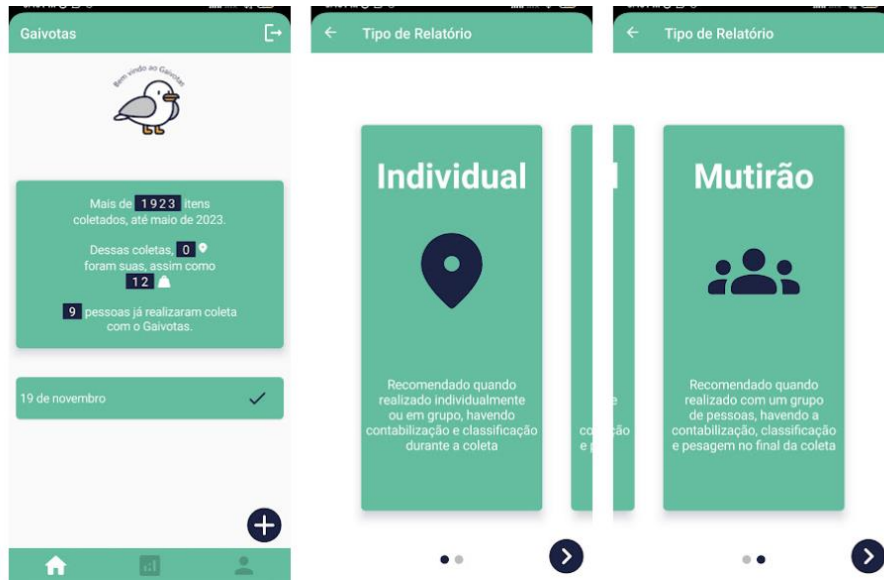 Gaivotas
Bem vindo ao Gaivotas
Mais de 1923 itens
coletados, até maio de 2023.
Dessas coletas, 0
foram suas, assim como
12
9 pessoas já realizaram coleta
com o Gaivotas.
19 de novembro
Tipo de Relatório
Individual
Recomendado quando
realizado individualmente
ou em grupo, havendo
contabilização e classificação
durante a coleta
Tipo de Relatório
Mutirão
Recomendado quando
realizado com um grupo
de pessoas, havendo a
contabilização, classificação
e pesagem no final da coleta